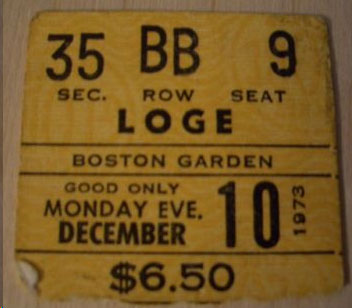 35 BB 9
SEC. ROW SEAT
LOGE
BOSTON GARDEN
GOOD ONLY
MONDAY EVE.
DECEMBER
10
1973
$6.50